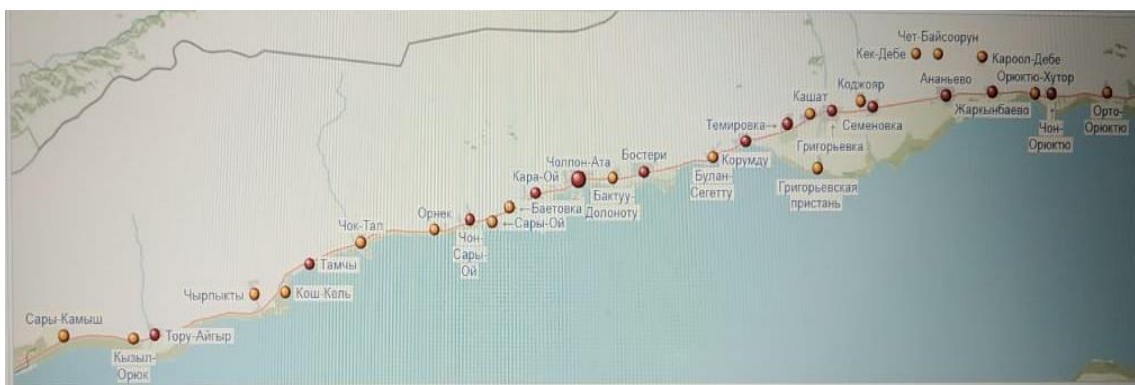 Чет-Байсоорун
Кек-Дебе
Кароол-Дебе
Ананьево
Орюктю-Хутор
Коджояр
Кашат
Жаркынбаево
Орто-
Орюктю
Темировка→
Семеновка
Чон-
Орюктю
Григорьевка
Корумду
Григорьевская
пристань
Бостери
Булан-
Сегетту
Чолпон-Ата
Кара-Ой
Бактуу-
Долоноту
←Баетовка
←Сары-Ой
Орнек
Чок-Тал
Чон-
Сары-
Ой
Тамчы
Чырпыкты
Кош-Кель
Сары-Камыш
Тору-Айгыр
Кызыл-
Орюк